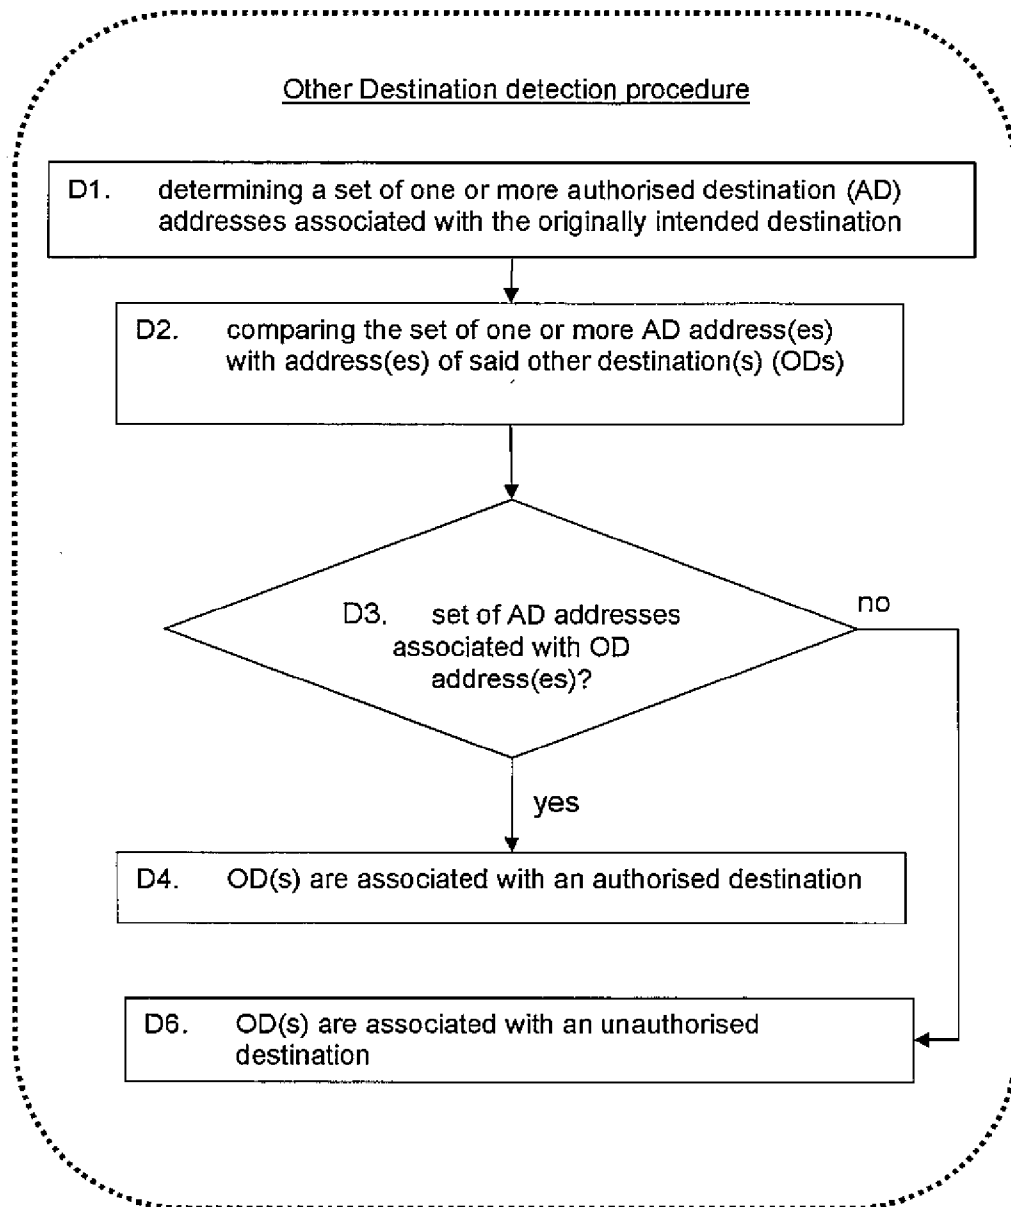 Other Destination detection procedure
D1. determining a set of one or more authorised destination (AD)
addresses associated with the originally intended destination
D2. comparing the set of one or more AD address(es)
with address(es) of said other destination(s) (ODs)
D3. set of AD addresses
associated with OD
address(es)?
no
yes
D4. OD(s) are associated with an authorised destination
D6. OD(s) are associated with an unauthorised
destination